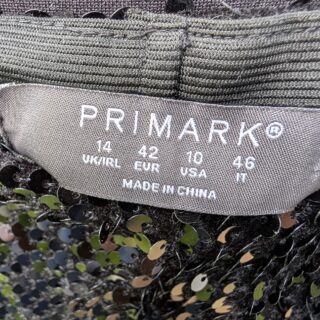 PRIMARK®
14 42 10 46
UK/IRL EUR USA IT
MADE IN CHINA